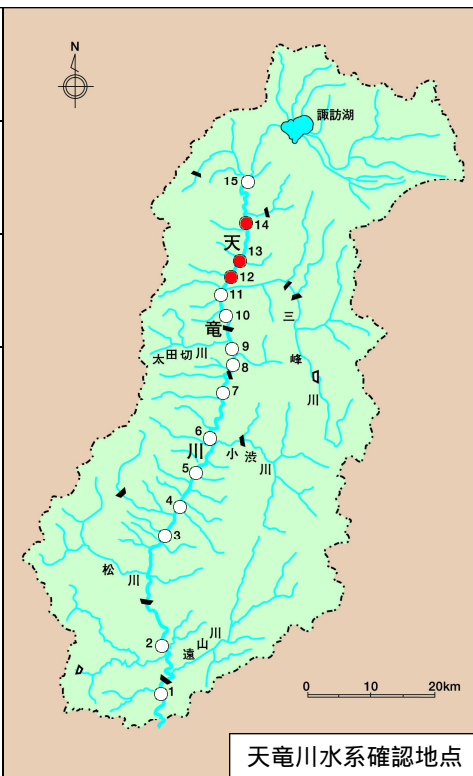 N
諏訪湖
15
14
天
13
12
11
10
三
竜
太田切川
9
8
峰
7
川
6
川
小
渋
川
5
4
3
松
川
2
遠
山
川
1
0 10 20km
天竜川水系確認地点